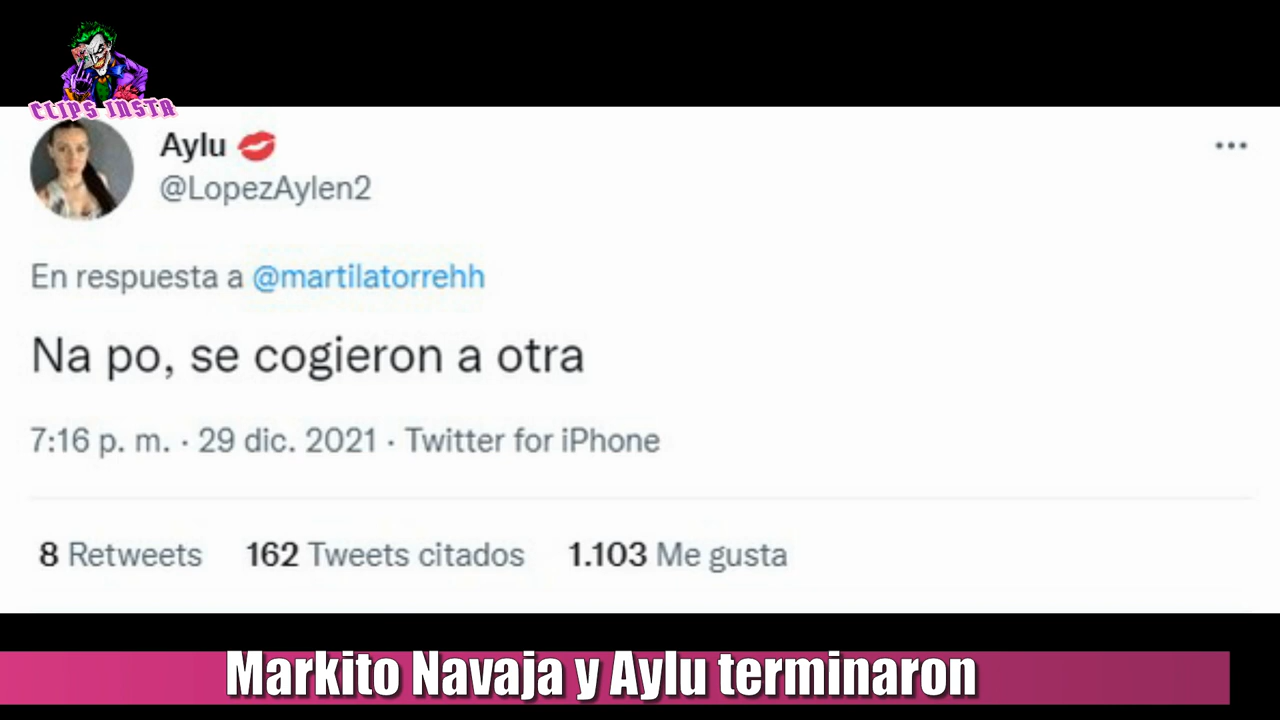 CLIPS INSTA
Aylu
@LopezAylen2
En respuesta a @martilatorrehh
Na po, se cogieron a otra
7:16 p. m. · 29 dic. 2021 · Twitter for iPhone
8 Retweets 162 Tweets citados 1.103 Me gusta
Markito Navaja y Aylu terminaron